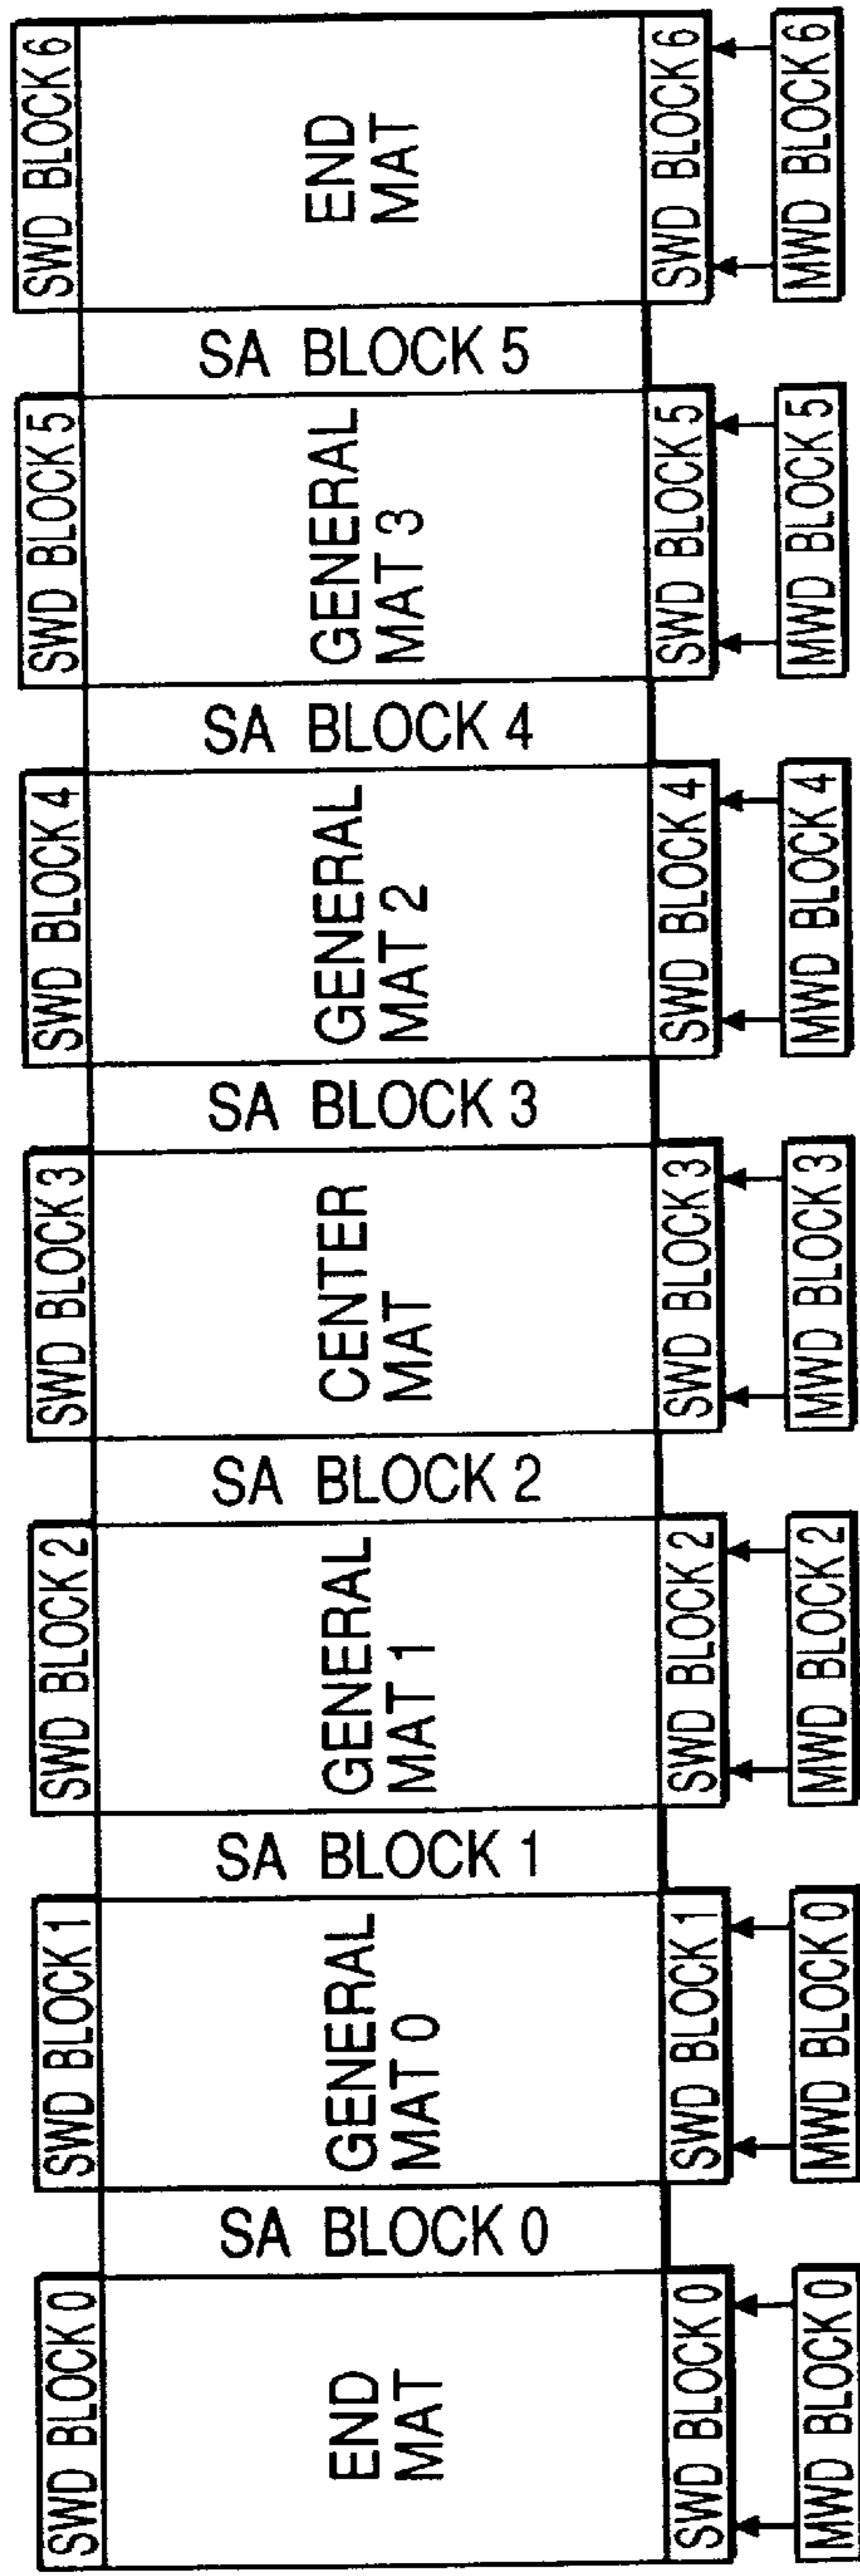 SWD BLOCK 0
SWD BLOCK 1
SWD BLOCK 2
SWD BLOCK 3
SWD BLOCK 4
SWD BLOCK 5
SWD BLOCK 6
END
MAT
SA BLOCK 0
GENERAL
MAT 0
SA BLOCK 1
GENERAL
MAT 1
SA BLOCK 2
CENTER
MAT
SA BLOCK 3
GENERAL
MAT 2
SA BLOCK 4
GENERAL
MAT 3
SA BLOCK 5
END
MAT
SWD BLOCK 0
SWD BLOCK 1
SWD BLOCK 2
SWD BLOCK 3
SWD BLOCK 4
SWD BLOCK 5
SWD BLOCK 6
MWD BLOCK 0
MWD BLOCK 0
MWD BLOCK 2
MWD BLOCK 3
MWD BLOCK 4
MWD BLOCK 5
MWD BLOCK 6